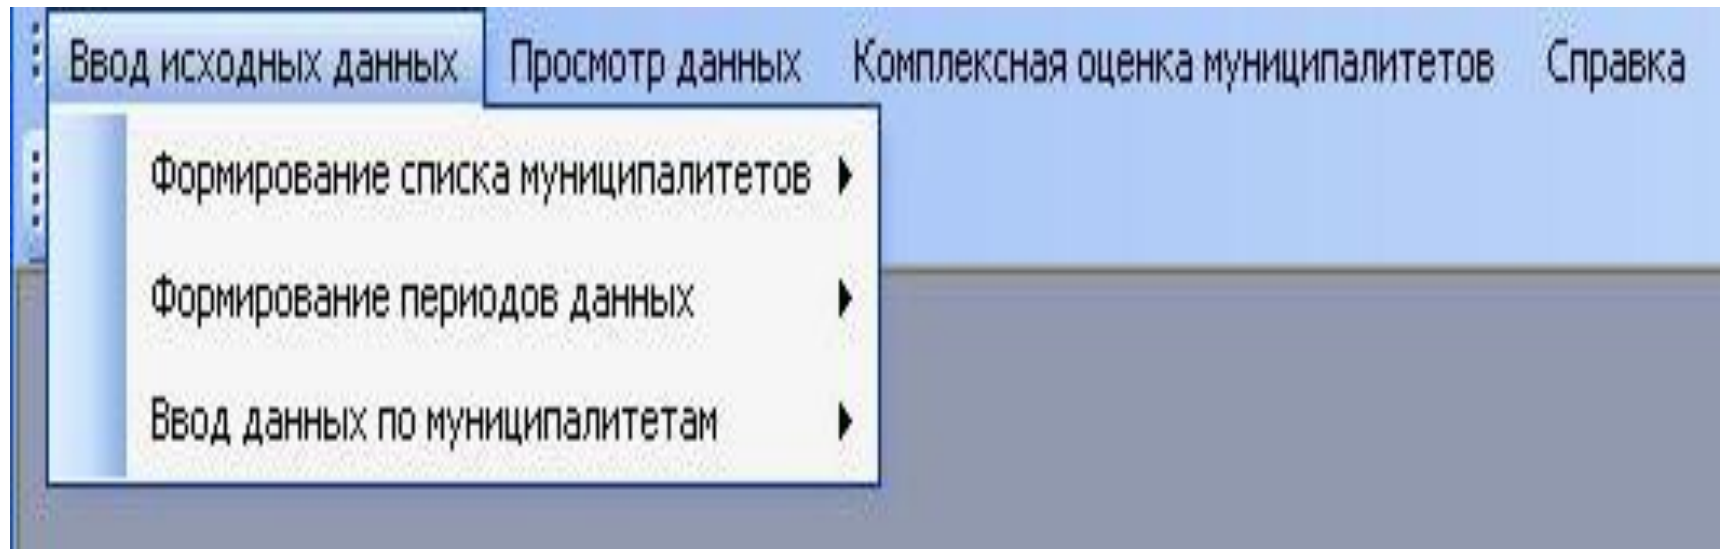 Ввод исходных данных Просмотр данных Комплексная оценка муниципалитетов Справка
Формирование списка муниципалитетов
Формирование периодов данных
Ввод данных по муниципалитетам